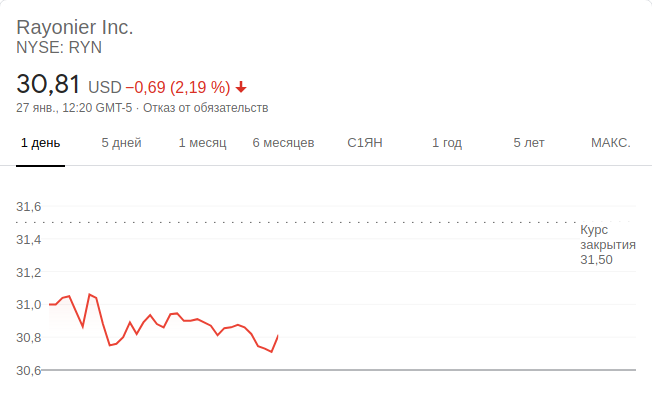 Rayonier Inc.
NYSE: RYN
30,81 USD −0,69 (2,19 %)
27 янв., 12:20 GMT-5 · Отказ от обязательств
1 день 5 дней 1 месяц 6 месяцев С1ЯН 1 год 5 лет МАКС.
31,6
31,4
31,2
31,0
30,8
30,6
Курс
закрытия
31,50